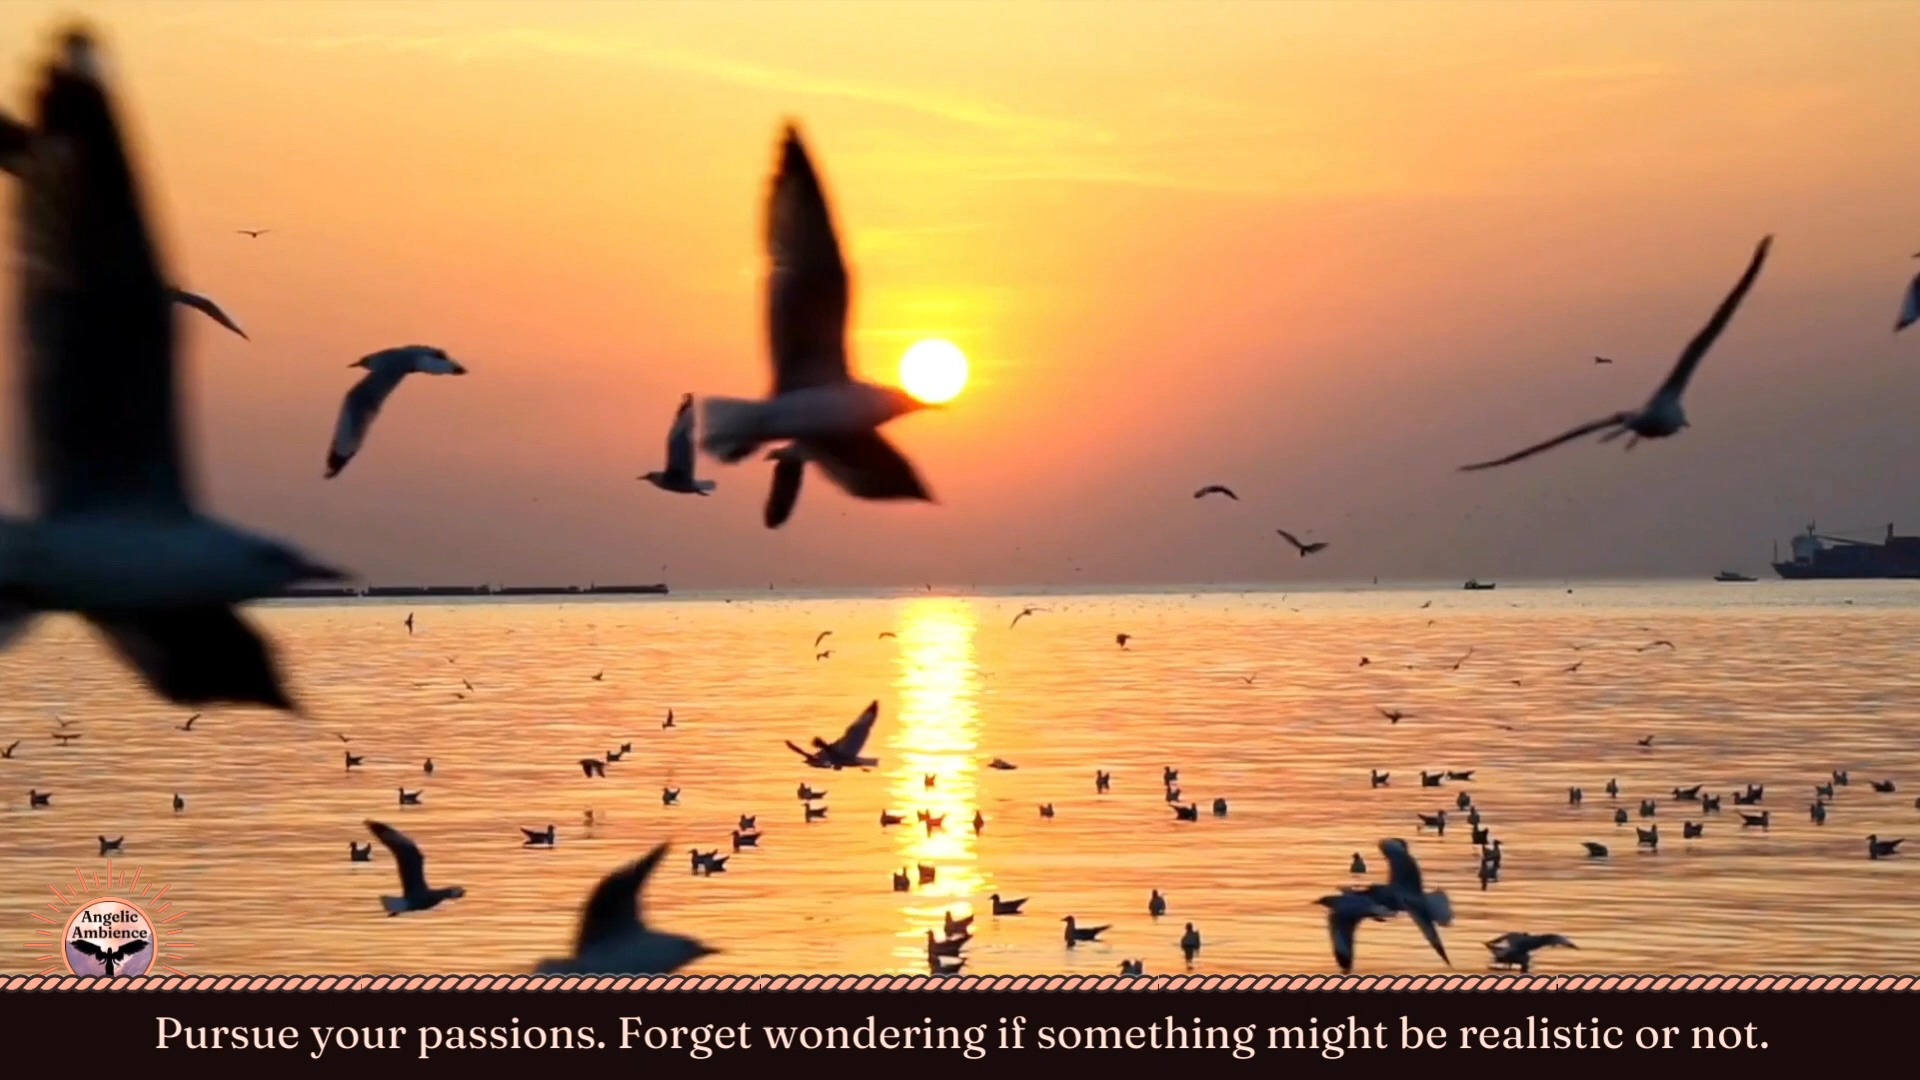 Angelic
Ambience
Pursue your passions. Forget wondering if something might be realistic or not.